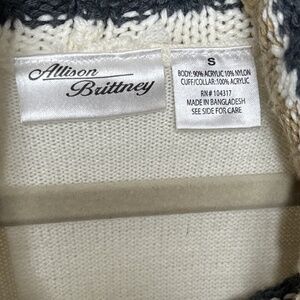 Allison
Brittney
S
BODY: 90% ACRYLIC 10% NYLON
CUFF/COLLAR: 100% ACRYLIC
RN# 104317
MADE IN BANGLADESH
SEE SIDE FOR CARE